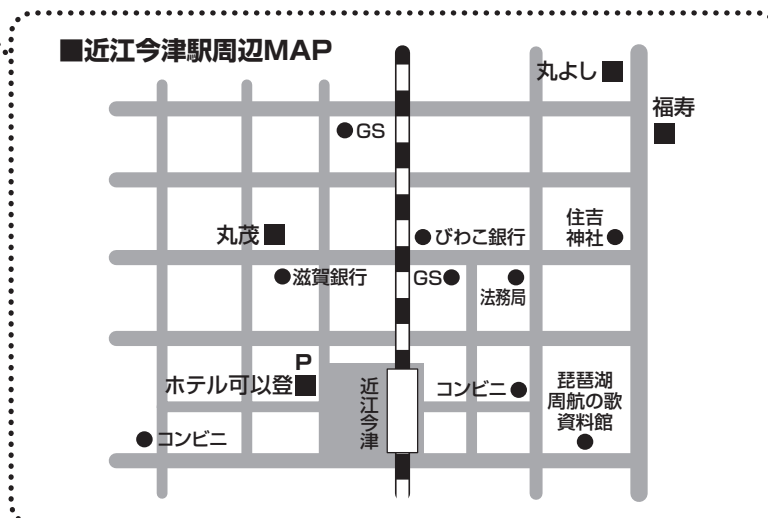 ■近江今津駅周辺MAP
丸よし■
福寿
■
●GS
丸茂■
●びわこ銀行
住吉
神社●
●滋賀銀行
GS●
法務局
P
ホテル可以登■
近江今津
コンビニ●
琵琶湖
周航の歌
資料館
●コンビニ